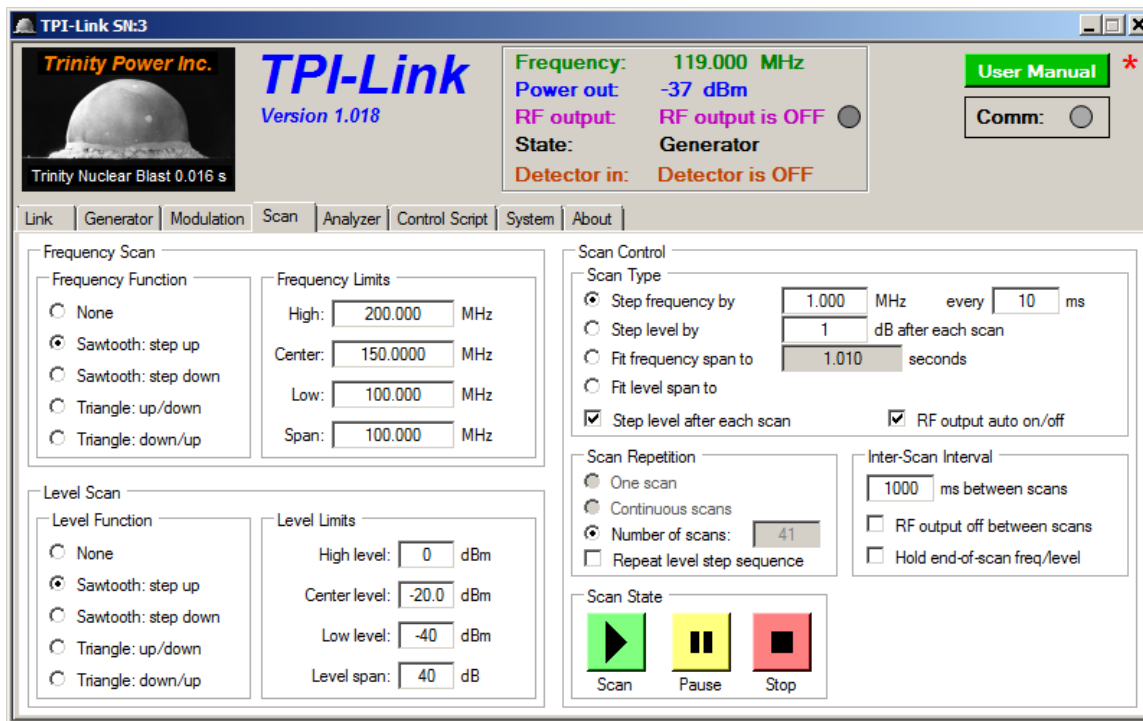 TPI-Link SN:3
Trinity Power Inc.
Trinity Nuclear Blast 0.016 s
TPI-Link
Version 1.018
Frequency: 119.000 MHz
Power out: -37 dBm
RF output: RF output is OFF
State: Generator
Detector in: Detector is OFF
User Manual *
Comm:
Link Generator Modulation Scan Analyzer Control Script System About
Frequency Scan
Frequency Function
None
Sawtooth: step up
Sawtooth: step down
Triangle: up/down
Triangle: down/up
Frequency Limits
High: 200.000 MHz
Center: 150.0000 MHz
Low: 100.000 MHz
Span: 100.000 MHz
Level Scan
Level Function
None
Sawtooth: step up
Sawtooth: step down
Triangle: up/down
Triangle: down/up
Level Limits
High level: 0 dBm
Center level: -20.0 dBm
Low level: -40 dBm
Level span: 40 dB
Scan Control
Scan Type
Step frequency by 1.000 MHz every 10 ms
Step level by 1 dB after each scan
Fit frequency span to 1.010 seconds
Fit level span to
Step level after each scan RF output auto on/off
Scan Repetition
One scan
Continuous scans
Number of scans: 41
Repeat level step sequence
Inter-Scan Interval
1000 ms between scans
RF output off between scans
Hold end-of-scan freq/level
Scan State
Scan Pause Stop